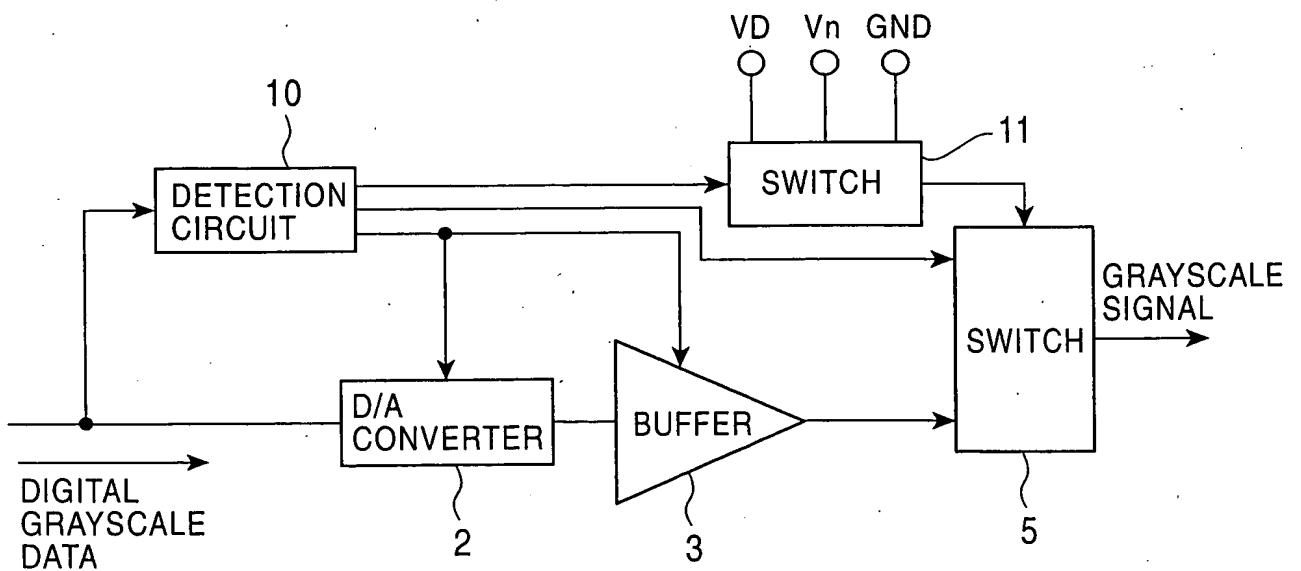 VD Vn GND
10
11
DETECTION
CIRCUIT
SWITCH
GRAYSCALE
SIGNAL
SWITCH
D/A
CONVERTER
BUFFER
DIGITAL
GRAYSCALE
DATA
2
3
5